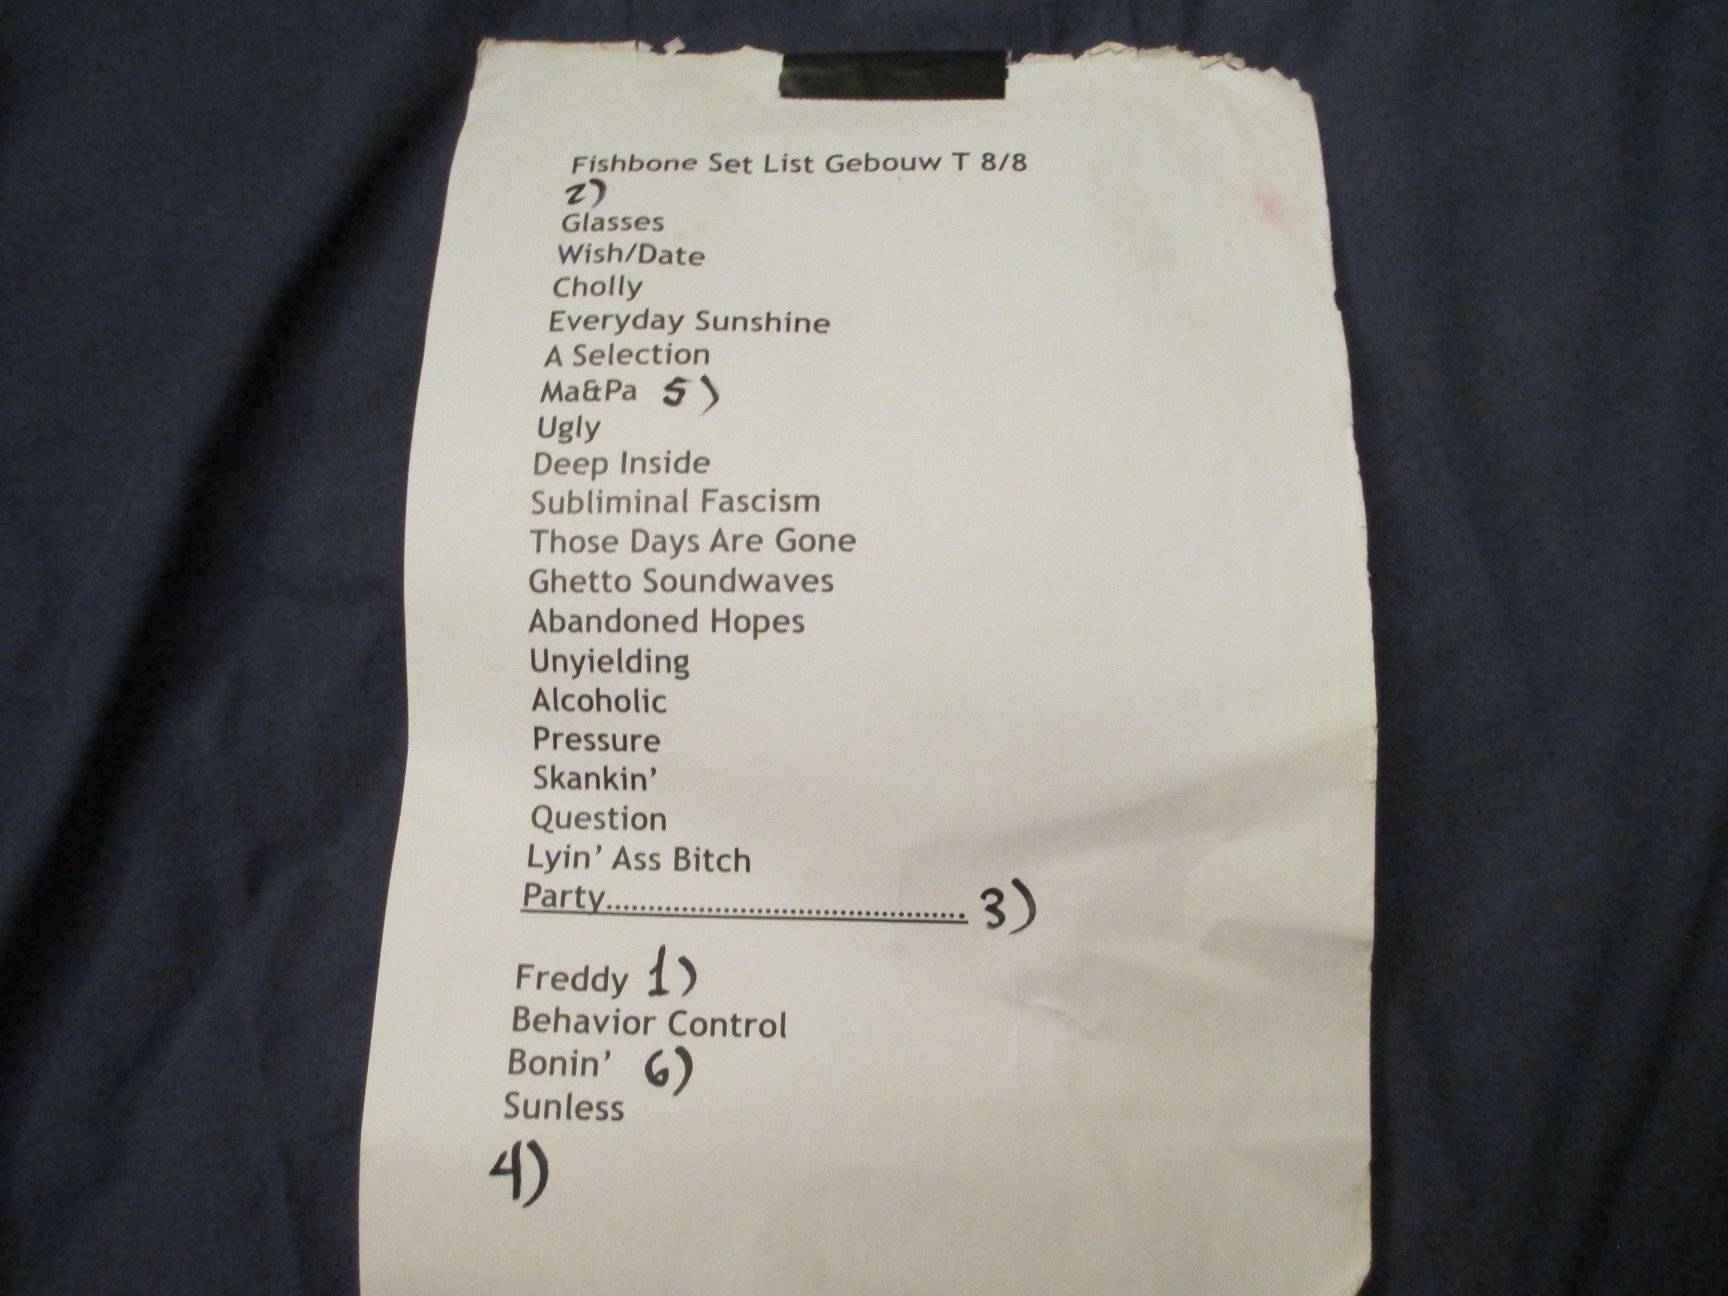 Fishbone Set List Gebouw T 8/8
2)
Glasses
Wish/Date
Cholly
Everyday Sunshine
A Selection
Ma&Pa 5)
Ugly
Deep Inside
Subliminal Fascism
Those Days Are Gone
Ghetto Soundwaves
Abandoned Hopes
Unyielding
Alcoholic
Pressure
Skankin’
Question
Lyin’ Ass Bitch
Party............................................. 3)
Freddy 1)
Behavior Control
Bonin’ 6)
Sunless
4)